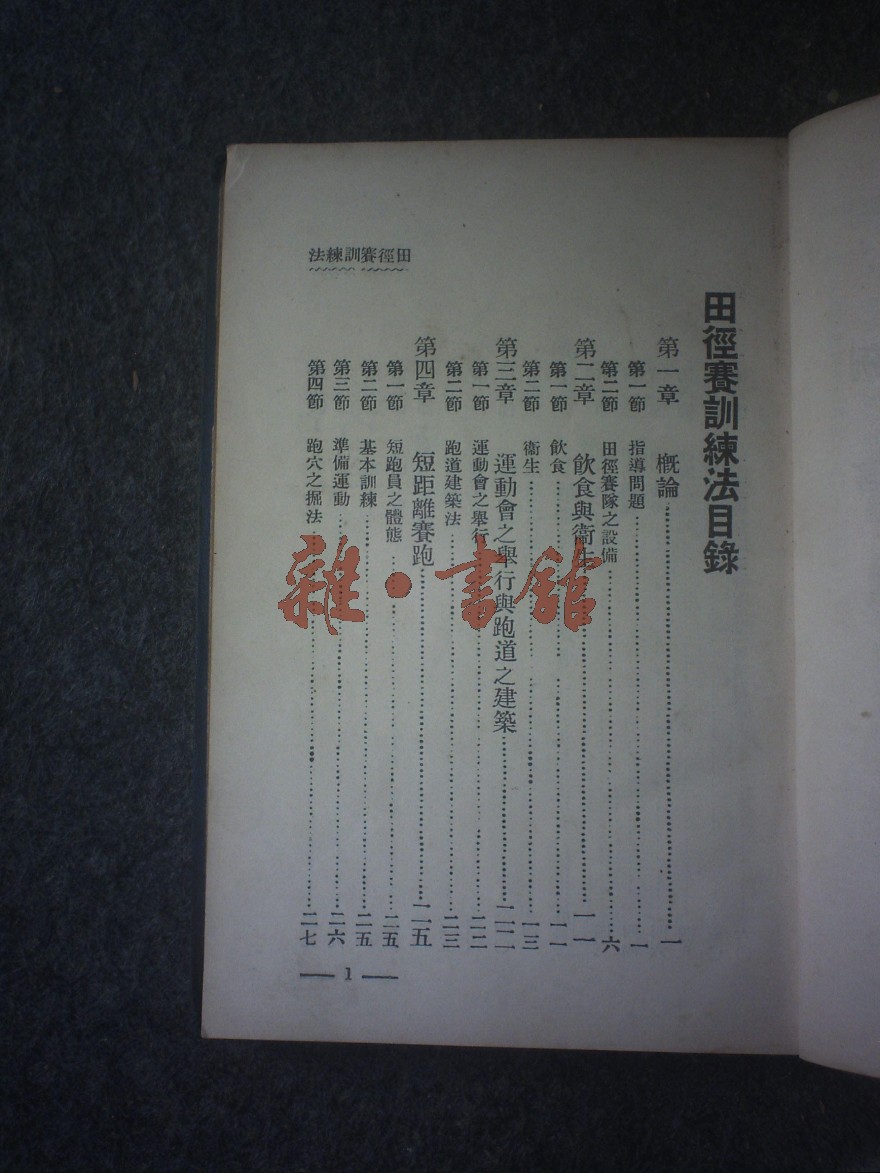 田徑賽訓練法
田徑賽訓練法目錄
第一章 槪論 一
第一節 指導問題 一
第二節 田徑賽隊之設備 六
第二章 飲食與衞生 一一
第一節 飲食 一一
第二節 衞生 一三
第三章 運動會之舉行與跑道之建築 二二
第一節 運動會之舉行 二二
第二節 跑道建築法 二三
第四章 短距離賽跑 二五
第一節 短跑員之體態 二五
第二節 基本訓練 二五
第三節 準備運動 二六
第四節 跑穴之掘法 二七
1
雜·書館